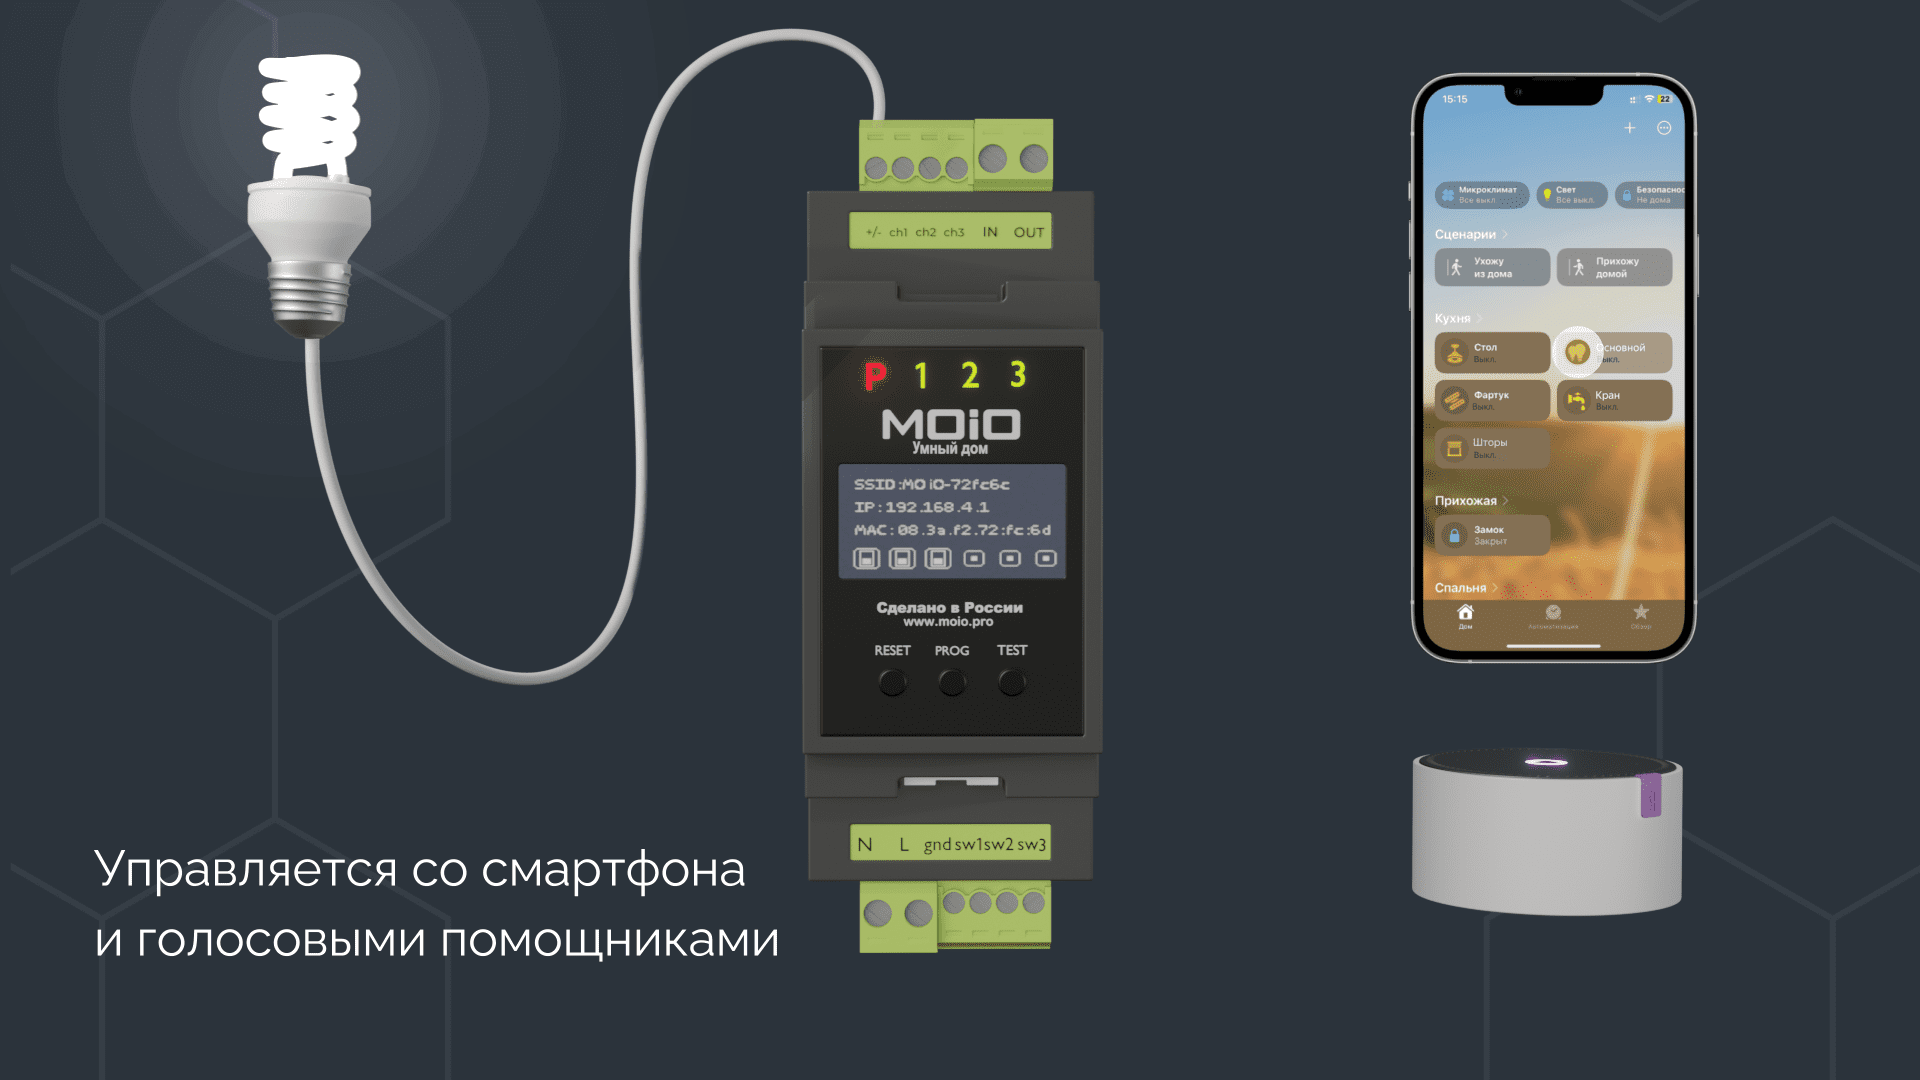 +/- ch1 ch2 ch3 IN OUT
P 1 2 3
MOiO
Умный дом
SSID:MOiO-72fc6c
IP:192.168.4.1
MAC:08.3a.f2.72:fc:6d
Сделано в России
www.moio.pro
RESET PROG TEST
N L gnd sw1 sw2 sw3
Управляется со смартфона
и голосовыми помощниками
15:15
22
Микроклимат
Все выкл.
Свет
Все выкл.
Безопаснос
Не дома
Сценарии
Ухожу
из дома
Прихожу
домой
Кухня
Стол
Выкл.
Основной
Выкл.
Фартук
Выкл.
Кран
Выкл.
Шторы
Выкл.
Прихожая
Замок
Закрыт
Спальня
Дом
Автоматизация
Обзор